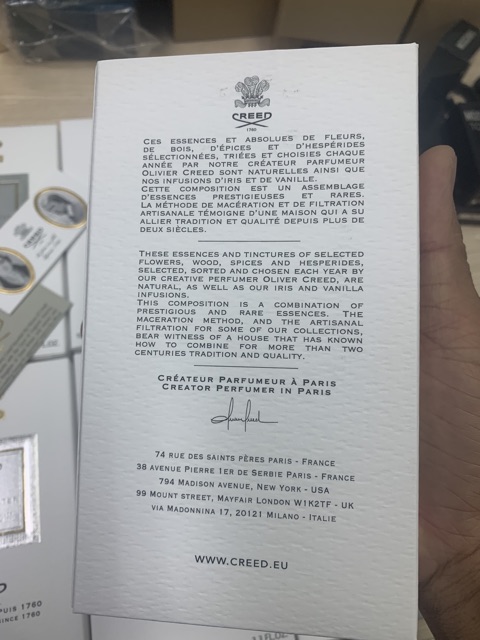 CREED
1760
CES ESSENCES ET ABSOLUES DE FLEURS,
DE BOIS, D'ÉPICES ET D'HESPÉRIDES
SÉLECTIONNÉES, TRIÉES ET CHOISIES CHAQUE
ANNÉE PAR NOTRE CRÉATEUR PARFUMEUR
OLIVIER CREED SONT NATURELLES AINSI QUE
NOS INFUSIONS D'IRIS ET DE VANILLE.
CETTE COMPOSITION EST UN ASSEMBLAGE
D'ESSENCES PRESTIGIEUSES ET RARES.
LA MÉTHODE DE MACÉRATION ET DE FILTRATION
ARTISANALE TÉMOIGNE D'UNE MAISON QUI A SU
ALLIER TRADITION ET QUALITÉ DEPUIS PLUS DE
DEUX SIÈCLES.
THESE ESSENCES AND TINCTURES OF SELECTED
FLOWERS, WOOD, SPICES AND HESPERIDES,
SELECTED, SORTED AND CHOSEN EACH YEAR BY
OUR CREATIVE PERFUMER OLIVER CREED, ARE
NATURAL, AS WELL AS OUR IRIS AND VANILLA
INFUSIONS.
THIS COMPOSITION IS A COMBINATION OF
PRESTIGIOUS AND RARE ESSENCES. THE
MACERATION METHOD, AND THE ARTISANAL
FILTRATION FOR SOME OF OUR COLLECTIONS,
BEAR WITNESS OF A HOUSE THAT HAS KNOWN
HOW TO COMBINE FOR MORE THAN TWO
CENTURIES TRADITION AND QUALITY.
CRÉATEUR PARFUMEUR À PARIS
CREATOR PERFUMER IN PARIS
74 RUE DES SAINTS PÈRES PARIS - FRANCE
38 AVENUE PIERRE 1ER DE SERBIE PARIS - FRANCE
794 MADISON AVENUE, NEW YORK - USA
99 MOUNT STREET, MAYFAIR LONDON W1K2TF - UK
VIA MADONNINA 17, 20121 MILANO - ITALIE
WWW.CREED.EU
1760
SINCE 1760